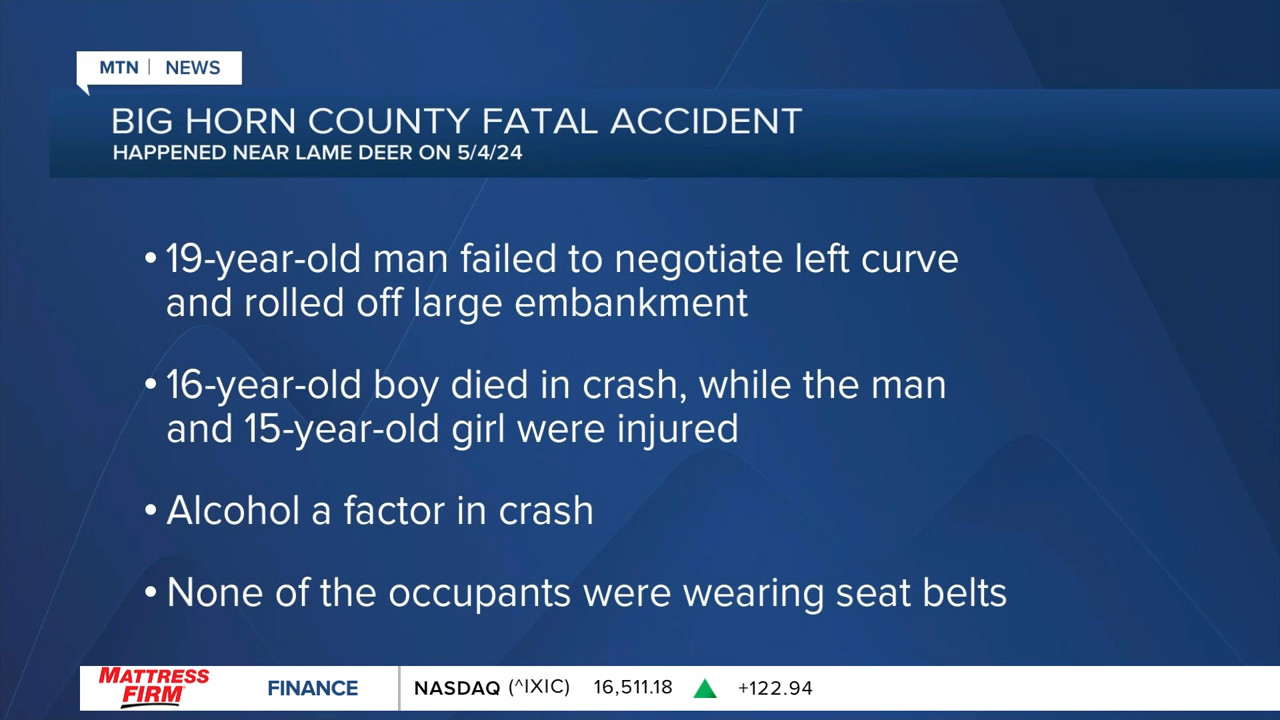 MTN | NEWS
BIG HORN COUNTY FATAL ACCIDENT
HAPPENED NEAR LAME DEER ON 5/4/24
• 19-year-old man failed to negotiate left curve
and rolled off large embankment
• 16-year-old boy died in crash, while the man
and 15-year-old girl were injured
• Alcohol a factor in crash
• None of the occupants were wearing seat belts
MATTRESS
FIRM
FINANCE
NASDAQ (^IXIC) 16,511.18 +122.94